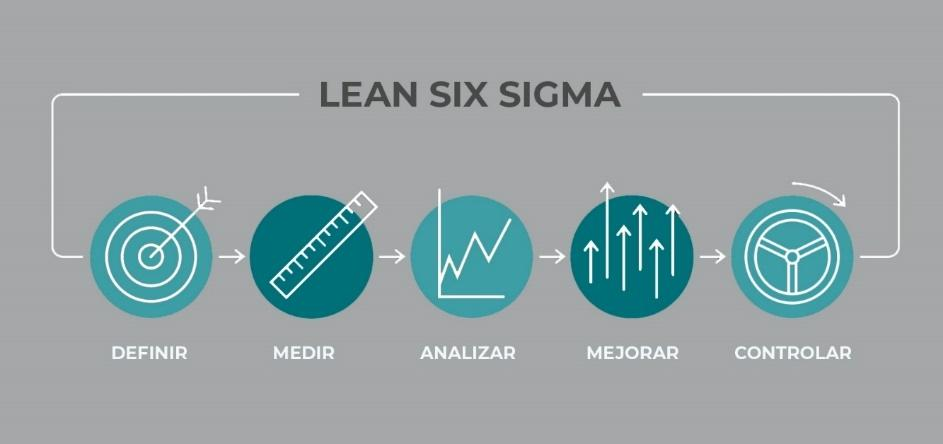 LEAN SIX SIGMA
DEFINIR
MEDIR
ANALIZAR
MEJORAR
CONTROLAR